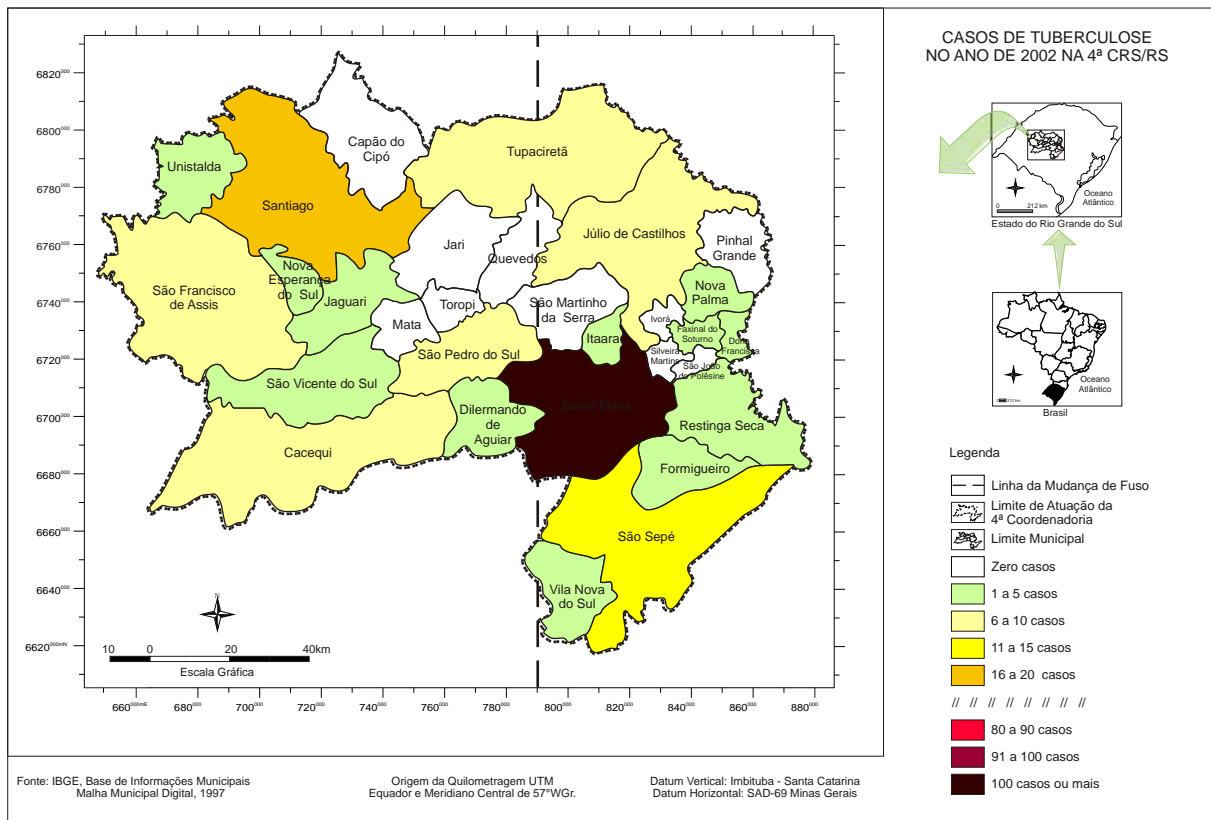 CASOS DE TUBERCULOSE
NO ANO DE 2002 NA 4ª CRS/RS
6820000
6800000
6780000
6760000
6740000
6720000
6700000
6680000
6660000
6640000
6620000mN
660000mE
680000
700000
720000
740000
760000
780000
800000
820000
840000
860000
880000
Capão do
Cipó
Unistalda
Tupaciretã
Santiago
Jari
Quevedos
Júlio de Castilhos
Pinhal
Grande
São Francisco
de Assis
Nova
Esperança
do Sul
Jaguari
Mata
Toropi
São Martinho
da Serra
Nova
Palma
Ivorá
Faxinal do
Soturno
Dona
Francisca
Itaara
Silveira
Martins
São João
do Polêsine
São Pedro do Sul
São Vicente do Sul
Santa Maria
Dilermando
de
Aguiar
Restinga Seca
Cacequi
Formigueiro
São Sepé
Vila Nova
do Sul
N
10 0 20 40km
Escala Gráfica
Oceano
Atlântico
0 212 km
Estado do Rio Grande do Sul
Oceano
Atlântico
0 212 km
Brasil
Legenda
Linha da Mudança de Fuso
Limite de Atuação da
4ª Coordenadoria
Limite Municipal
Zero casos
1 a 5 casos
6 a 10 casos
11 a 15 casos
16 a 20 casos
// // // // // // // //
80 a 90 casos
91 a 100 casos
100 casos ou mais
Fonte: IBGE, Base de Informações Municipais
Malha Municipal Digital, 1997
Origem da Quilometragem UTM
Equador e Meridiano Central de 57°WGr.
Datum Vertical: Imbituba - Santa Catarina
Datum Horizontal: SAD-69 Minas Gerais